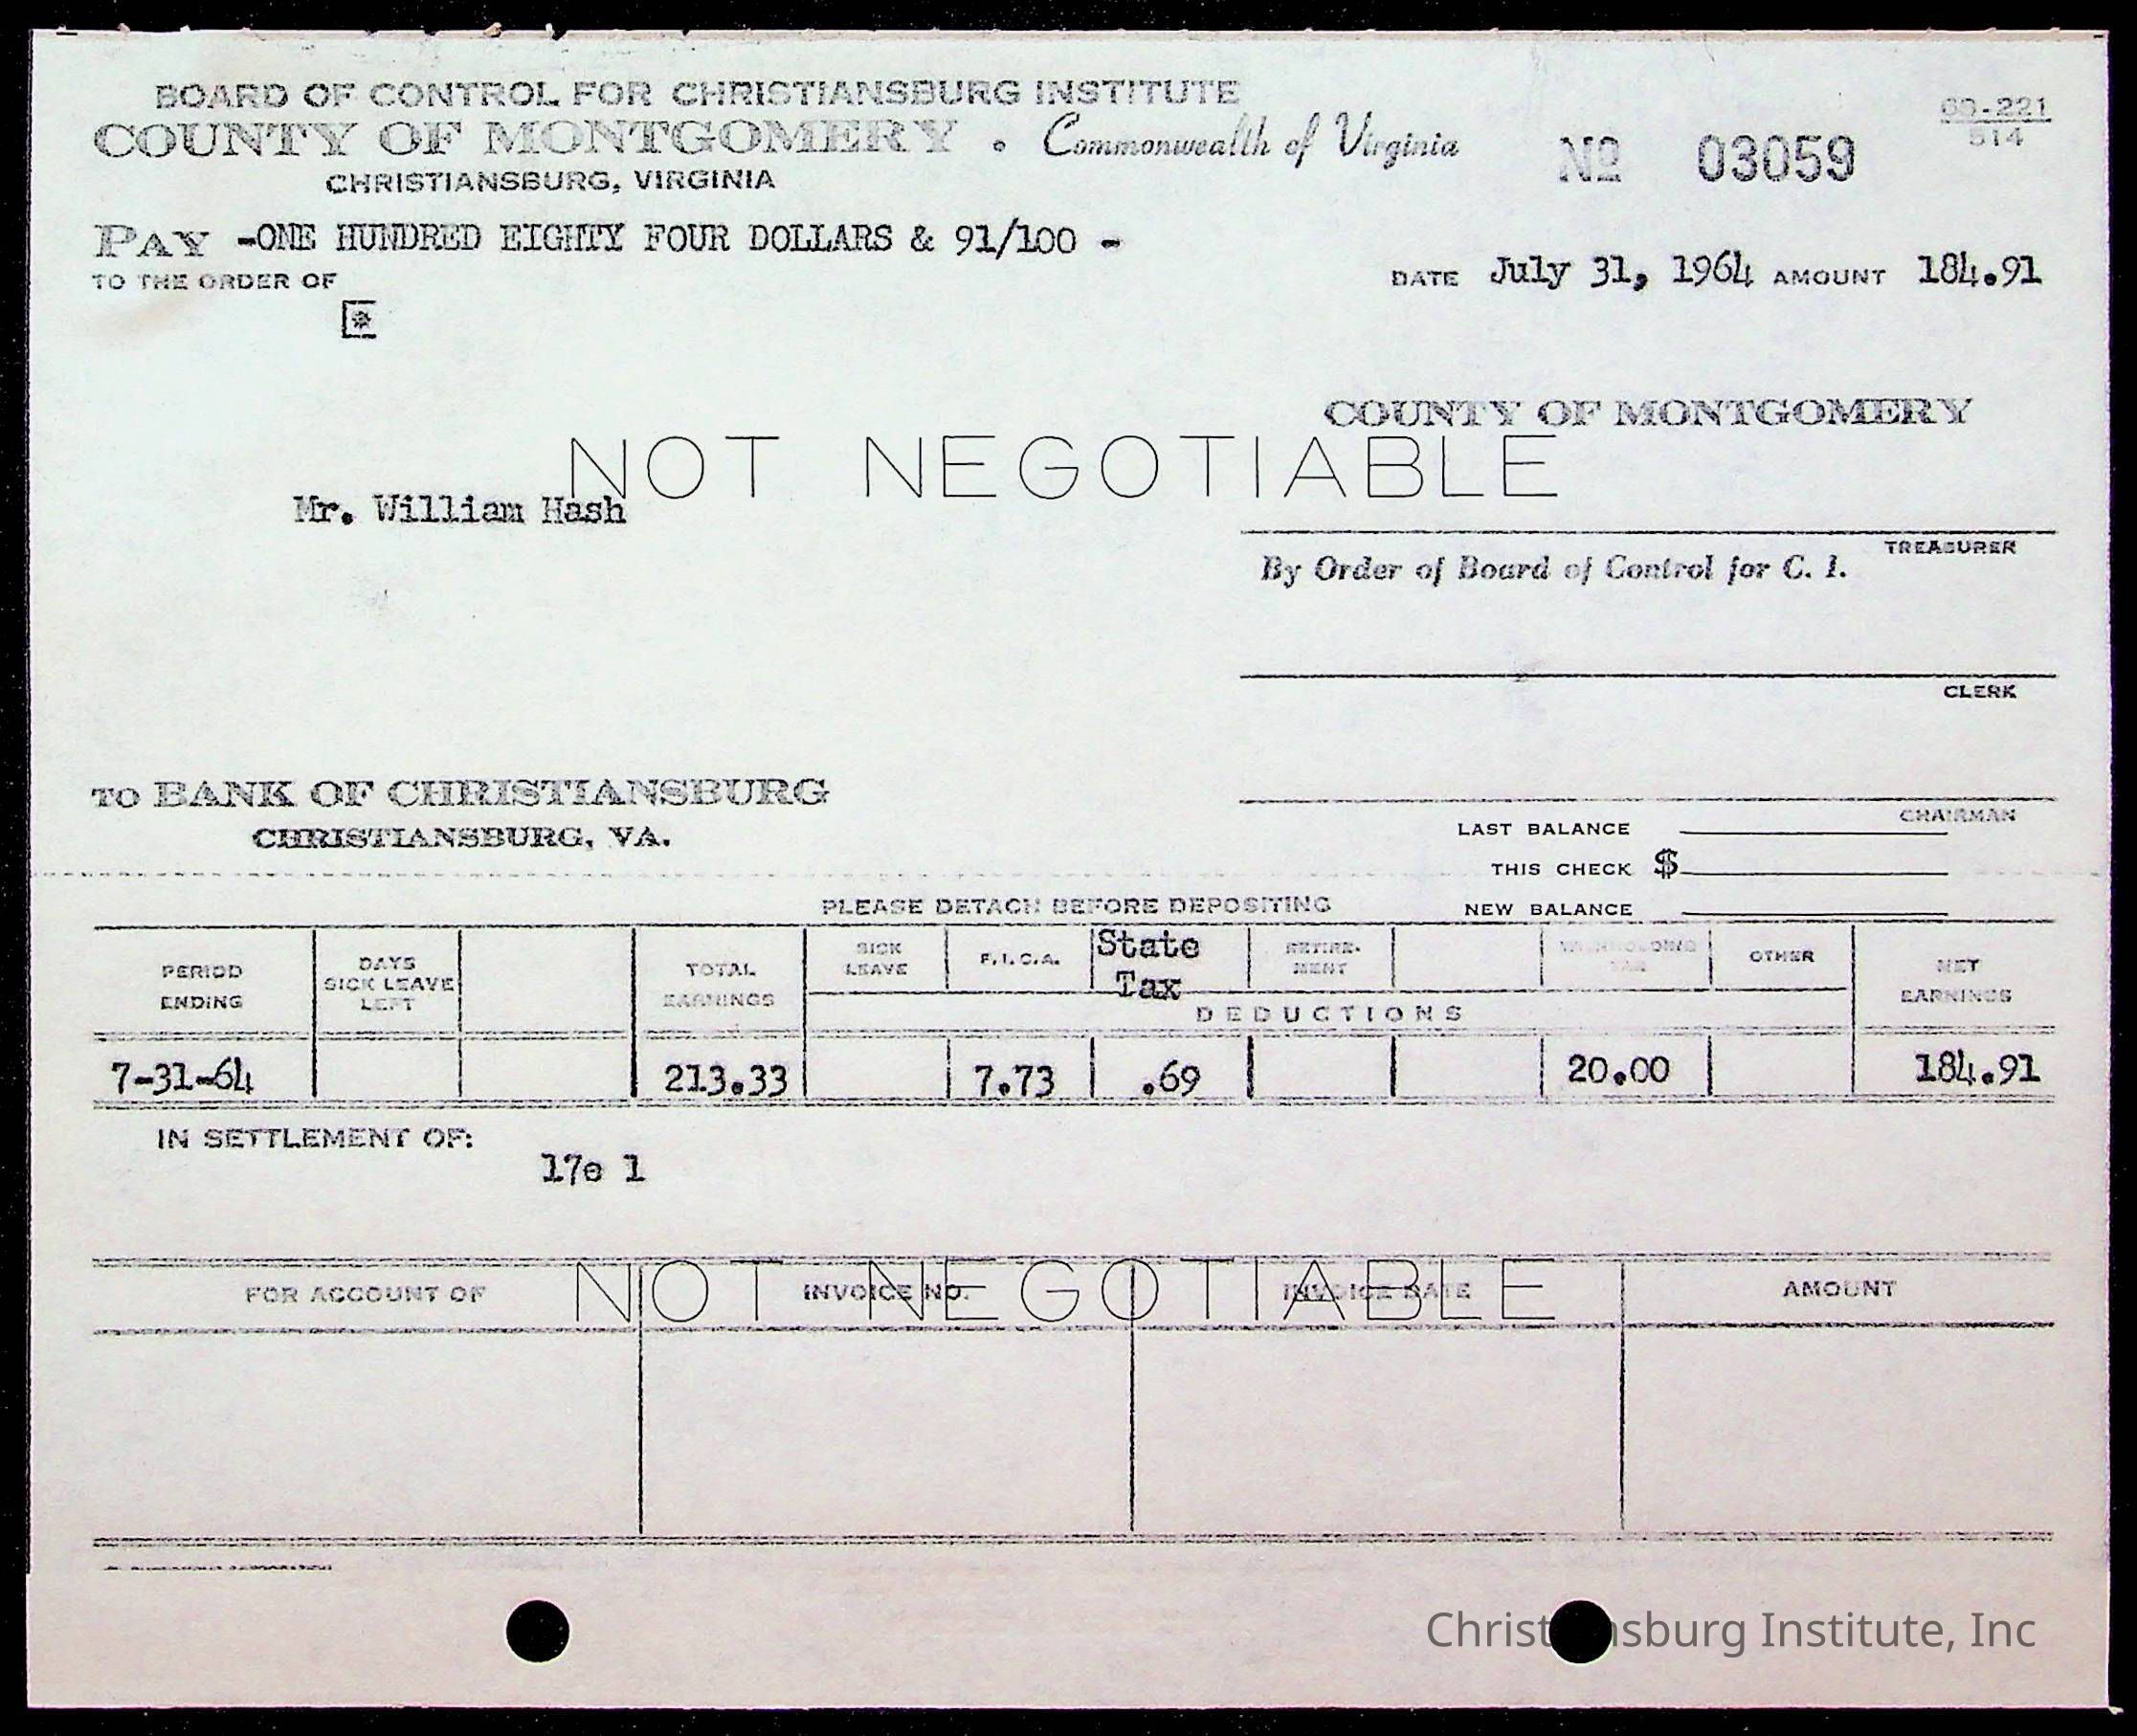 BOARD OF CONTROL FOR CHRISTIANSBURG INSTITUTE
COUNTY OF MONTGOMERY • Commonwealth of Virginia
CHRISTIANSBURG, VIRGINIA
Nº 03059
-221
514
PAY -ONE HUNDRED EIGHTY FOUR DOLLARS & 91/100 -
TO THE ORDER OF
DATE July 31, 1964 AMOUNT 184.91
COUNTY OF MONTGOMERY
NOT NEGOTIABLE
Mr. William Hash
TREASURER
By Order of Board of Control for C. I.
CLERK
TO BANK OF CHRISTIANSBURG
CHRISTIANSBURG, VA.
CHAIRMAN
LAST BALANCE
THIS CHECK $
NEW BALANCE
PLEASE DETACH BEFORE DEPOSITING
PERIOD ENDING
DAYS SICK LEAVE LEFT
TOTAL EARNINGS
SICK LEAVE
F.I.C.A.
State Tax
RETIRE-MENT
WITHHOLDING TAX
OTHER
NET EARNINGS
DEDUCTIONS
7-31-64 213.33 7.73 .69 20.00 184.91
IN SETTLEMENT OF:
17e 1
NOT NEGOTIABLE
FOR ACCOUNT OF INVOICE NO. INVOICE DATE AMOUNT
Christiansburg Institute, Inc